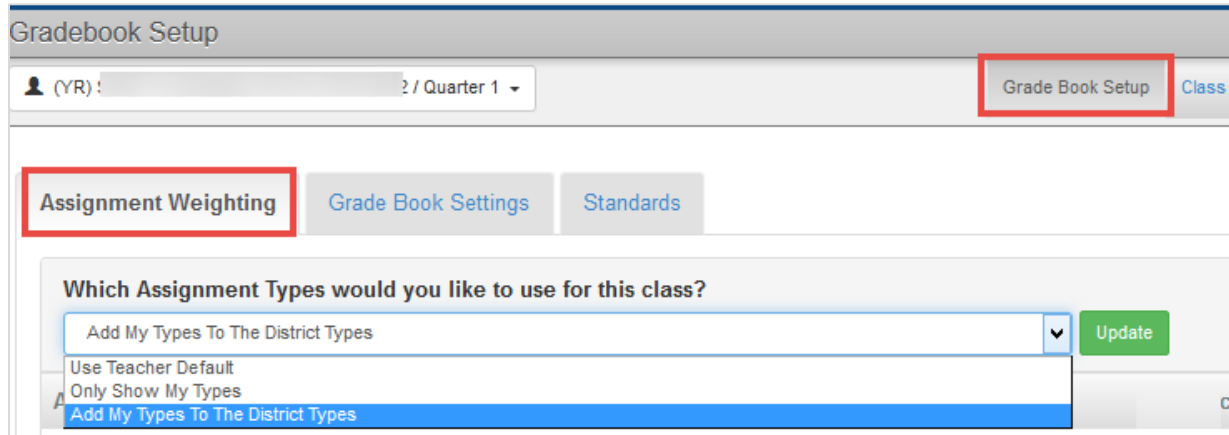 Gradebook Setup
(YR) / Quarter 1
Grade Book Setup Class
Assignment Weighting Grade Book Settings Standards
Which Assignment Types would you like to use for this class?
Add My Types To The District Types Update
Use Teacher Default
Only Show My Types
Add My Types To The District Types